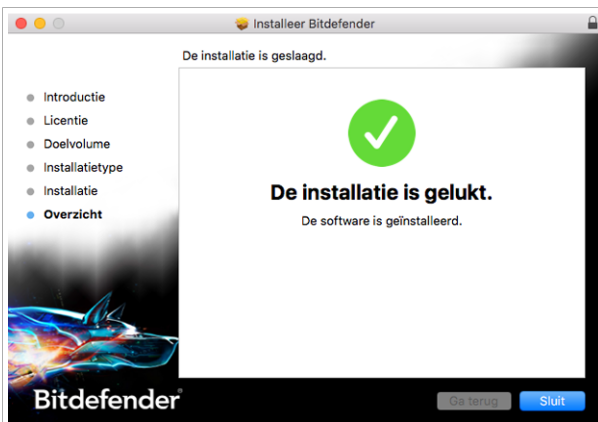 Installeer Bitdefender
De installatie is geslaagd.
Introductie
Licentie
Doelvolume
Installatietype
Installatie
Overzicht
De installatie is gelukt.
De software is geïnstalleerd.
Bitdefender®
Ga terug
Sluit